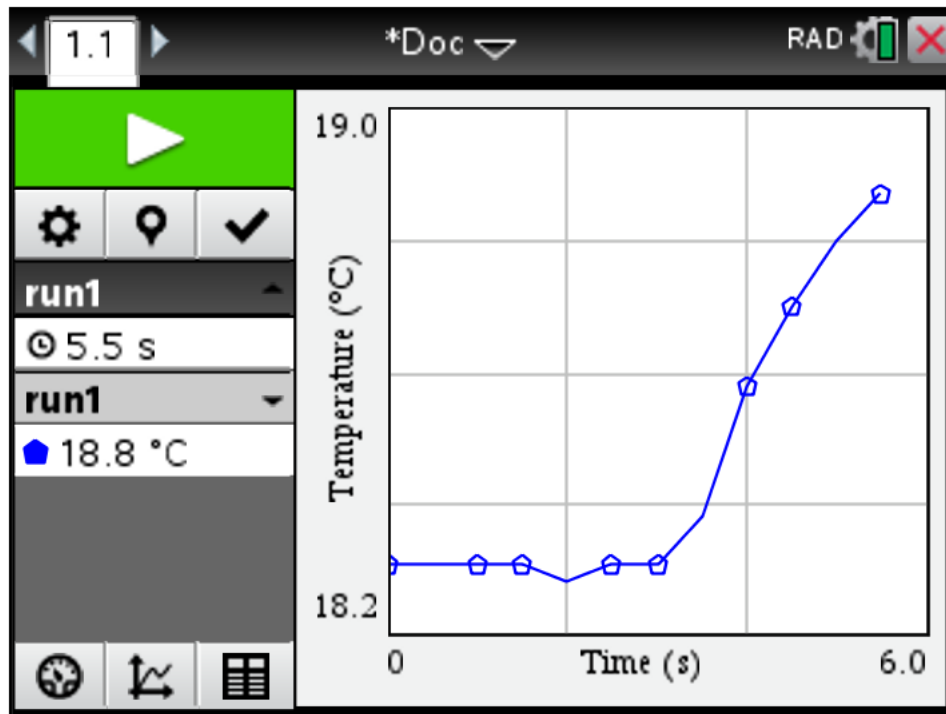 1.1
*Doc
RAD
run1
5.5 s
run1
18.8 °C
19.0
Temperature (°C)
18.2
0
Time (s)
6.0